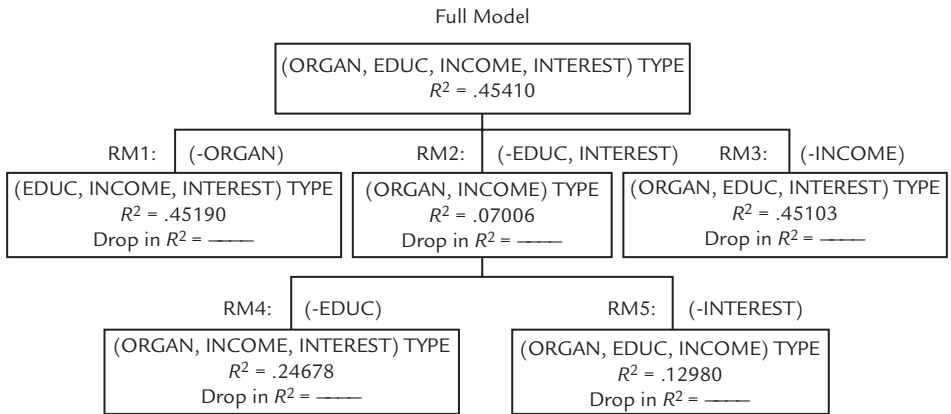 Full Model
(ORGAN, EDUC, INCOME, INTEREST) TYPE
R² = .45410
RM1: (-ORGAN)
(EDUC, INCOME, INTEREST) TYPE
R² = .45190
Drop in R² = ——
RM2: (-EDUC, INTEREST)
(ORGAN, INCOME) TYPE
R² = .07006
Drop in R² = ——
RM3: (-INCOME)
(ORGAN, EDUC, INTEREST) TYPE
R² = .45103
Drop in R² = ——
RM4: (-EDUC)
(ORGAN, INCOME, INTEREST) TYPE
R² = .24678
Drop in R² = ——
RM5: (-INTEREST)
(ORGAN, EDUC, INCOME) TYPE
R² = .12980
Drop in R² = ——